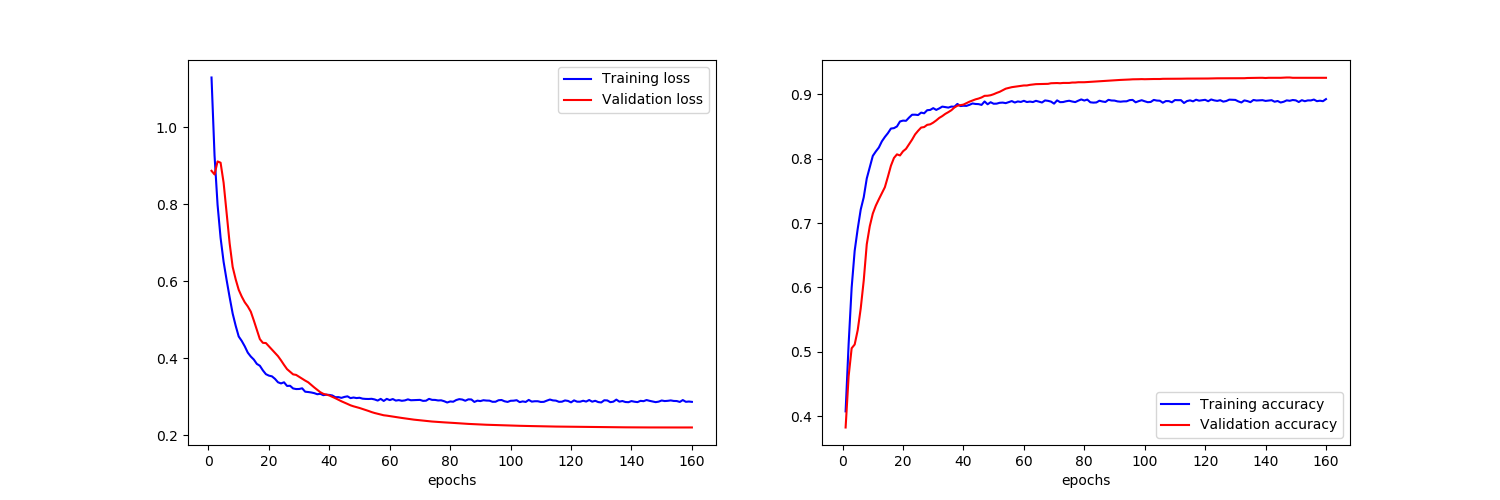 Training loss
Validation loss
1.0
0.8
0.6
0.4
0.2
0 20 40 60 80 100 120 140 160
epochs
0.9
0.8
0.7
0.6
0.5
0.4
Training accuracy
Validation accuracy
0 20 40 60 80 100 120 140 160
epochs